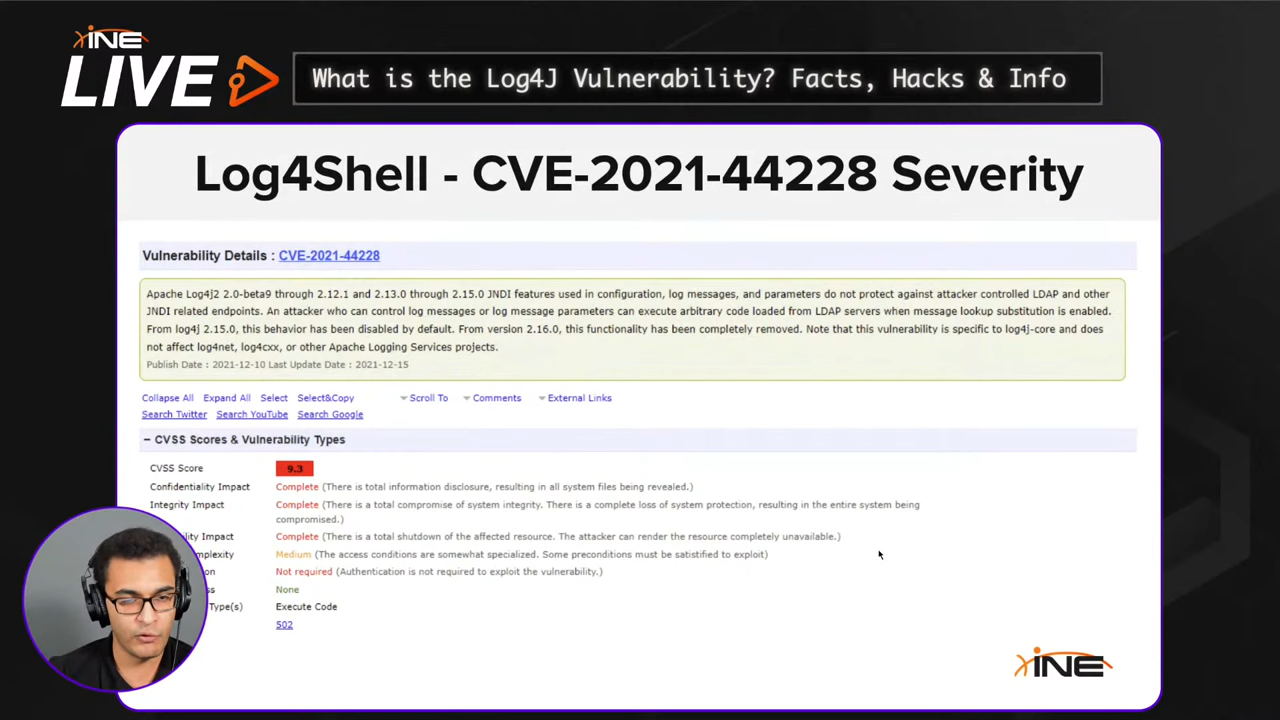 INE
LIVE
What is the Log4J Vulnerability? Facts, Hacks & Info
Log4Shell - CVE-2021-44228 Severity
Vulnerability Details : CVE-2021-44228
Apache Log4j2 2.0-beta9 through 2.12.1 and 2.13.0 through 2.15.0 JNDI features used in configuration, log messages, and parameters do not protect against attacker controlled LDAP and other
JNDI related endpoints. An attacker who can control log messages or log message parameters can execute arbitrary code loaded from LDAP servers when message lookup substitution is enabled.
From log4j 2.15.0, this behavior has been disabled by default. From version 2.16.0, this functionality has been completely removed. Note that this vulnerability is specific to log4j-core and does
not affect log4net, log4cxx, or other Apache Logging Services projects.
Publish Date : 2021-12-10 Last Update Date : 2021-12-15
Collapse All Expand All Select Select&Copy Scroll To Comments External Links
Search Twitter Search YouTube Search Google
− CVSS Scores & Vulnerability Types
CVSS Score 9.3
Confidentiality Impact Complete (There is total information disclosure, resulting in all system files being revealed.)
Integrity Impact Complete (There is a total compromise of system integrity. There is a complete loss of system protection, resulting in the entire system being
compromised.)
Impact Complete (There is a total shutdown of the affected resource. The attacker can render the resource completely unavailable.)
Medium (The access conditions are somewhat specialized. Some preconditions must be satisfied to exploit)
Not required (Authentication is not required to exploit the vulnerability.)
None
Type(s) Execute Code
502
INE